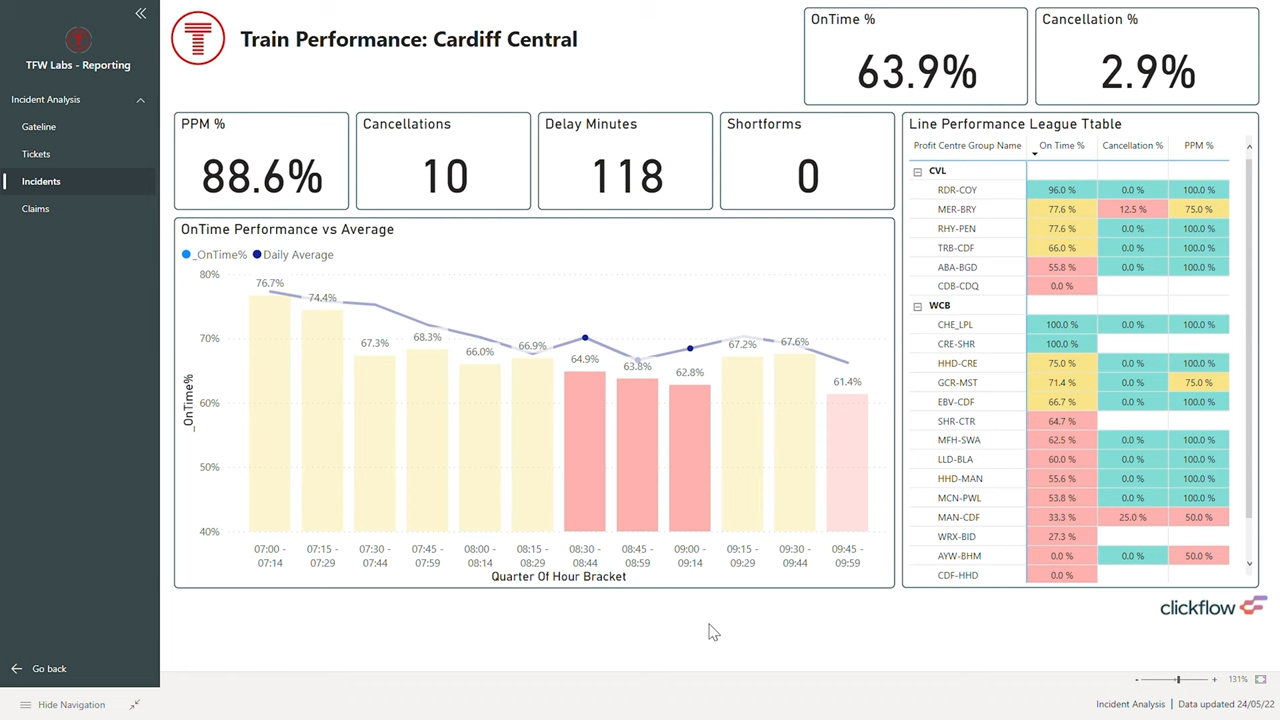 TFW Labs - Reporting
Incident Analysis
Gateline
Tickets
Incidents
Claims
Go back
Hide Navigation
Train Performance: Cardiff Central
OnTime %
63.9%
Cancellation %
2.9%
PPM %
88.6%
Cancellations
10
Delay Minutes
118
Shortforms
0
OnTime Performance vs Average
_OnTime% Daily Average
80%
70%
60%
50%
40%
_OnTime%
76.7% 74.4% 67.3% 68.3% 66.0% 66.9% 64.9% 63.8% 62.8% 67.2% 67.6% 61.4%
07:00 - 07:15 - 07:30 - 07:45 - 08:00 - 08:15 - 08:30 - 08:45 - 09:00 - 09:15 - 09:30 - 09:45 -
07:14 07:29 07:44 07:59 08:14 08:29 08:44 08:59 09:14 09:29 09:44 09:59
Quarter Of Hour Bracket
Line Performance League Ttable
Profit Centre Group Name On Time % Cancellation % PPM %
CVL
RDR-COY 96.0 % 0.0 % 100.0 %
MER-BRY 77.6 % 12.5 % 75.0 %
RHY-PEN 77.6 % 0.0 % 100.0 %
TRB-CDF 66.0 % 0.0 % 100.0 %
ABA-BGD 55.8 % 0.0 % 100.0 %
CDB-CDQ 0.0 %
WCB
CHE_LPL 100.0 % 0.0 % 100.0 %
CRE-SHR 100.0 %
HHD-CRE 75.0 % 0.0 % 100.0 %
GCR-MST 71.4 % 0.0 % 75.0 %
EBV-CDF 66.7 % 0.0 % 100.0 %
SHR-CTR 64.7 %
MFH-SWA 62.5 % 0.0 % 100.0 %
LLD-BLA 60.0 % 0.0 % 100.0 %
HHD-MAN 55.6 % 0.0 % 100.0 %
MCN-PWL 53.8 % 0.0 % 100.0 %
MAN-CDF 33.3 % 25.0 % 50.0 %
WRX-BID 27.3 %
AYW-BHM 0.0 % 0.0 % 50.0 %
CDF-HHD 0.0 %
clickflow
- + 131%
Incident Analysis | Data updated 24/05/22